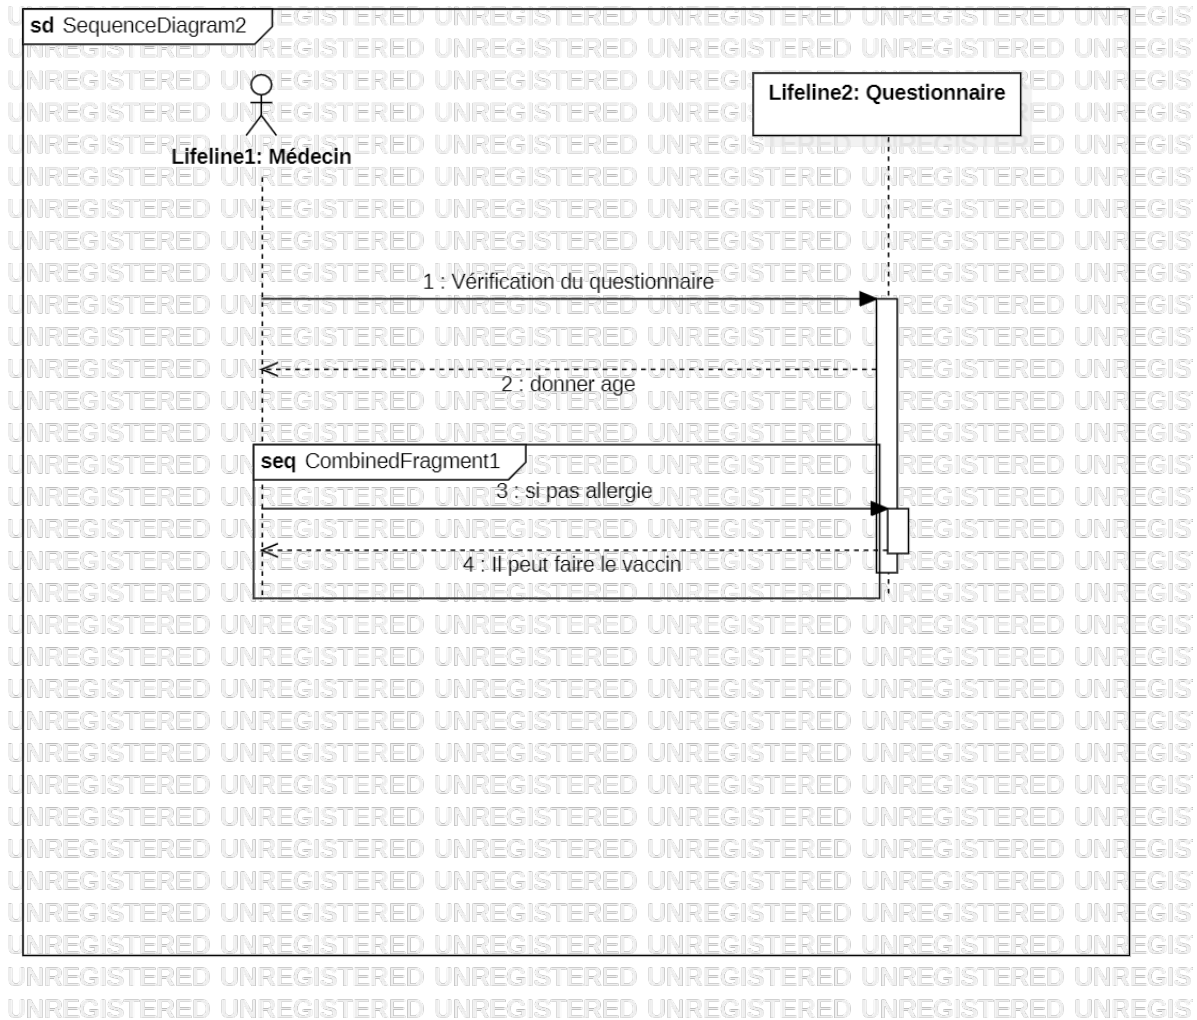 sd SequenceDiagram2
Lifeline2: Questionnaire
Lifeline1: Médecin
1 : Vérification du questionnaire
2 : donner age
seq CombinedFragment1
3 : si pas allergie
4 : Il peut faire le vaccin
UNREGISTERED UNREGISTERED UNREGISTERED UNREGISTERED UNREGISTERED UNREGIS